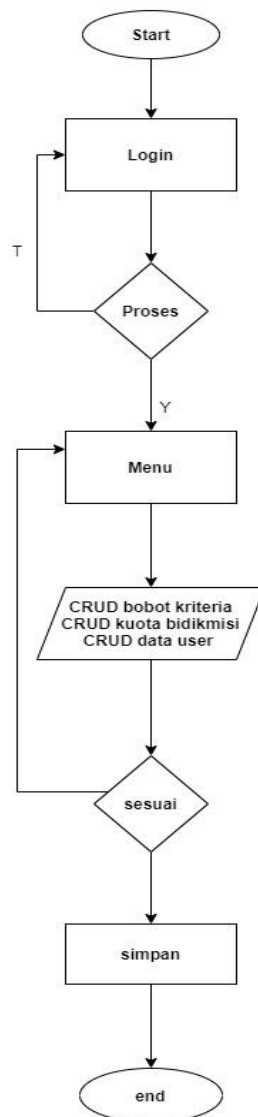 Start
Login
T
Proses
Y
Menu
CRUD bobot kriteria
CRUD kuota bidikmisi
CRUD data user
sesuai
simpan
end